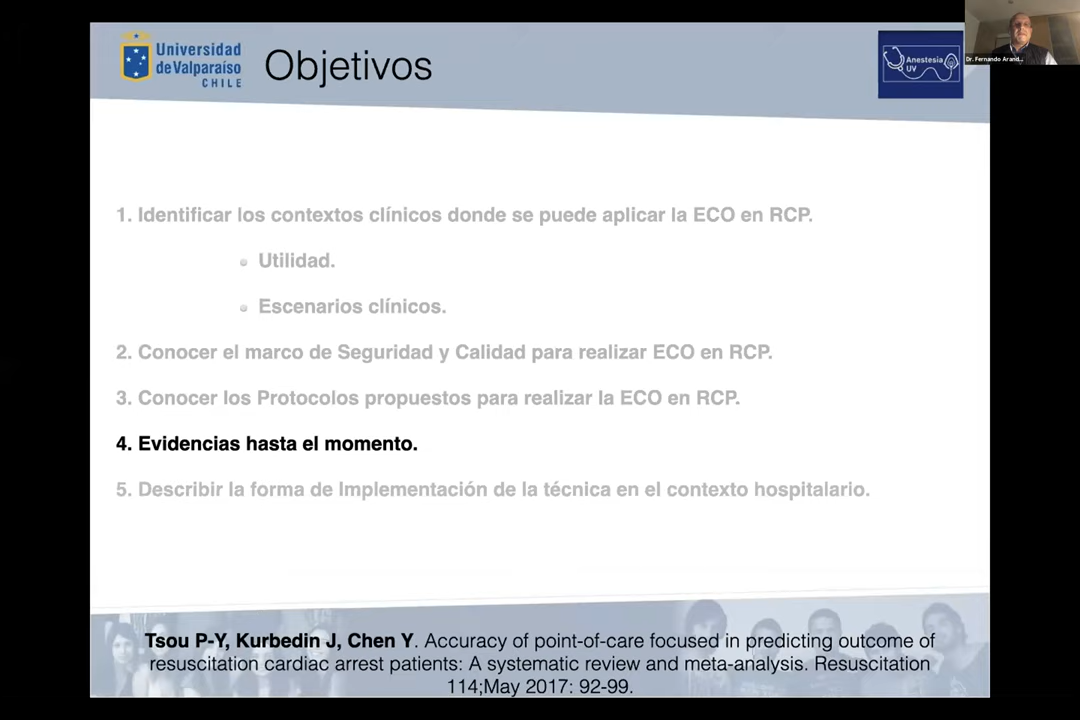 Universidad
de Valparaíso
CHILE
Objetivos
Anestesia
UV
Dr. Fernando Arand...
1. Identificar los contextos clínicos donde se puede aplicar la ECO en RCP.
Utilidad.
Escenarios clínicos.
2. Conocer el marco de Seguridad y Calidad para realizar ECO en RCP.
3. Conocer los Protocolos propuestos para realizar la ECO en RCP.
4. Evidencias hasta el momento.
5. Describir la forma de Implementación de la técnica en el contexto hospitalario.
Tsou P-Y, Kurbedin J, Chen Y. Accuracy of point-of-care focused in predicting outcome of
resuscitation cardiac arrest patients: A systematic review and meta-analysis. Resuscitation
114;May 2017: 92-99.